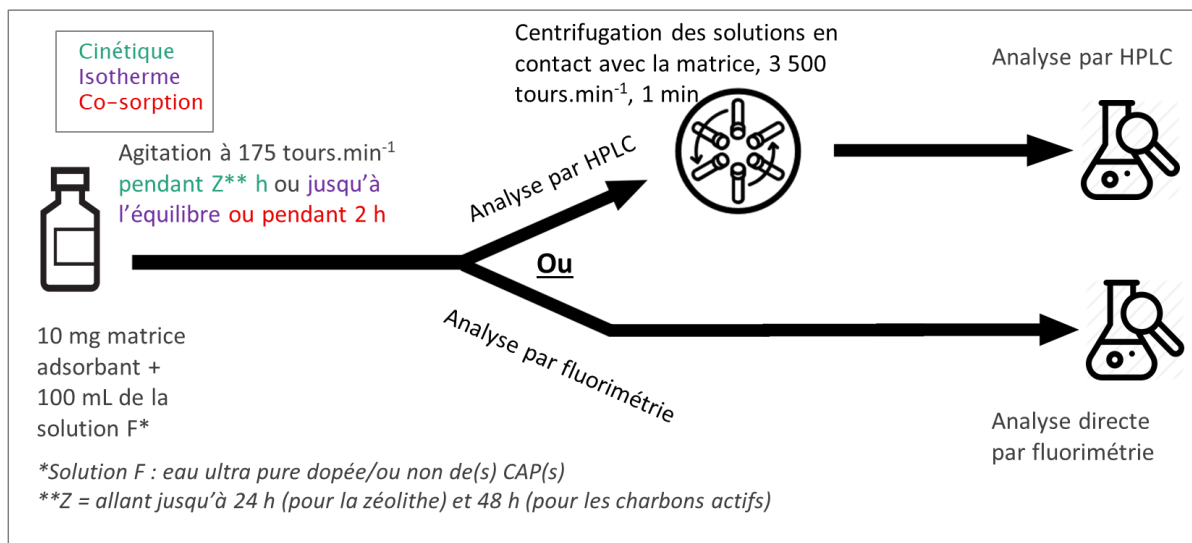 Cinétique
Isotherme
Co-sorption
Centrifugation des solutions en
contact avec la matrice, 3 500
tours.min⁻¹, 1 min
Analyse par HPLC
Agitation à 175 tours.min⁻¹
pendant Z** h ou jusqu’à
l’équilibre ou pendant 2 h
Analyse par HPLC
Ou
Analyse par fluorimétrie
10 mg matrice
adsorbant +
100 mL de la
solution F*
Analyse directe
par fluorimétrie
*Solution F : eau ultra pure dopée/ou non de(s) CAP(s)
**Z = allant jusqu’à 24 h (pour la zéolithe) et 48 h (pour les charbons actifs)